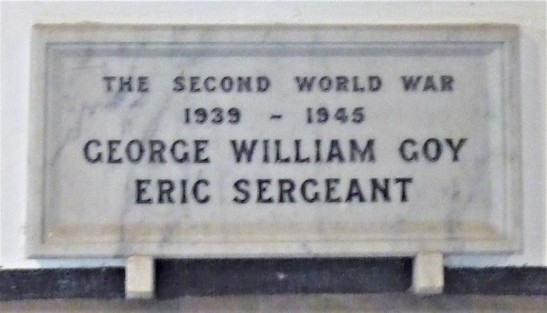 THE SECOND WORLD WAR
1939 ~ 1945
GEORGE WILLIAM GOY
ERIC SERGEANT